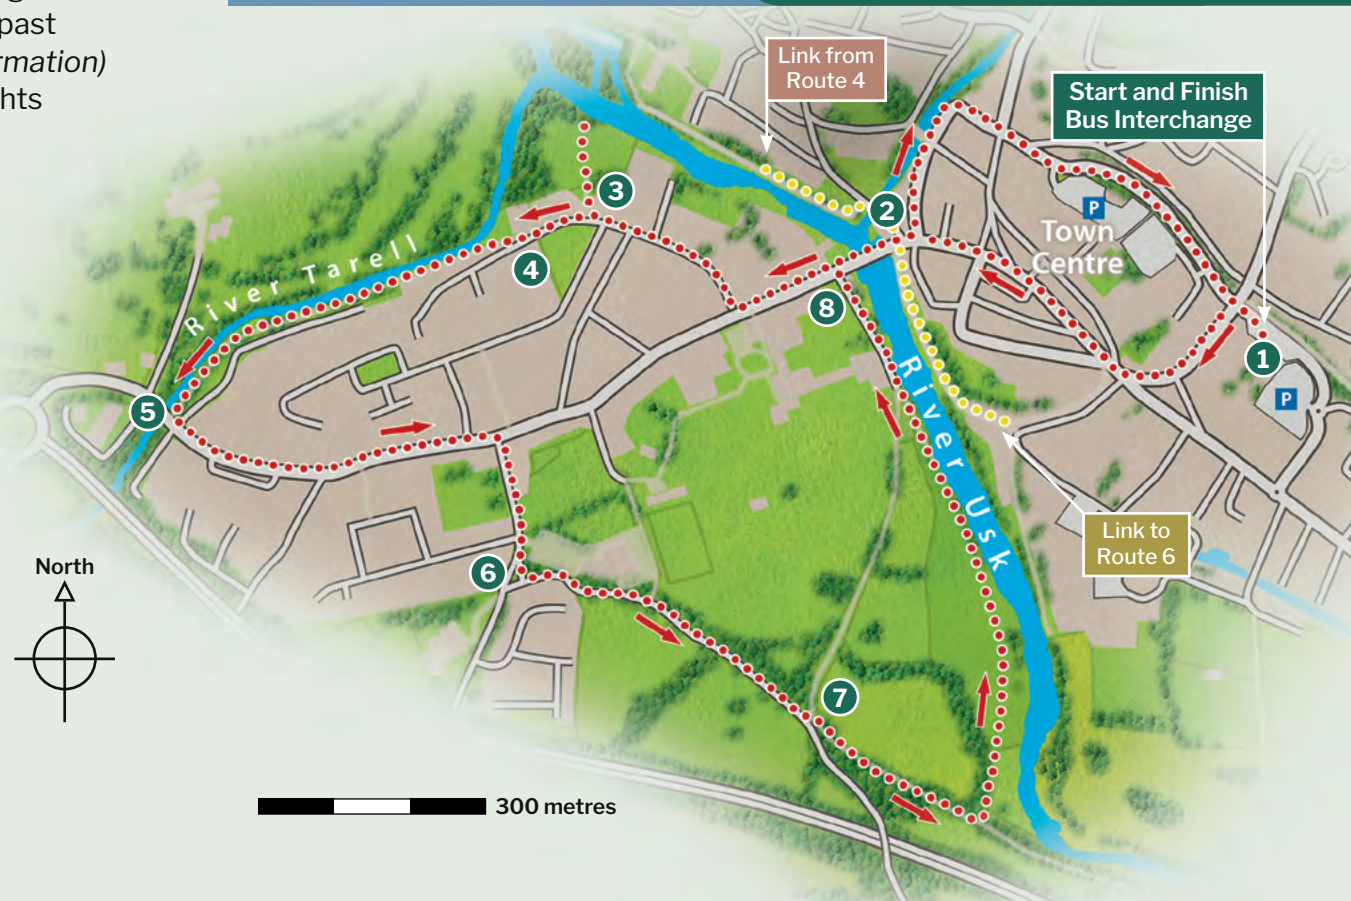 past
rmation)
hts
Link from
Route 4
Start and Finish
Bus Interchange
3
2
P
Town
Centre
4
River Tarell
8
1
P
5
River Usk
Link to
Route 6
North
6
7
300 metres